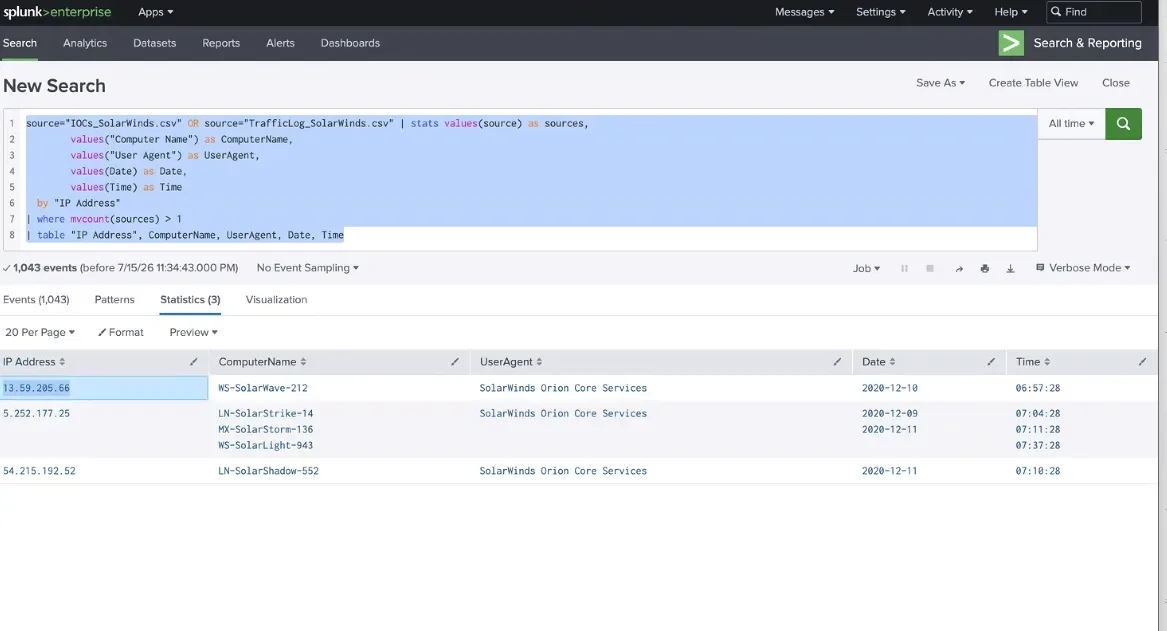 splunk>enterprise Apps Messages Settings Activity Help Find
Search Analytics Datasets Reports Alerts Dashboards Search & Reporting
New Search Save As Create Table View Close
1 source="IOCs_SolarWinds.csv" OR source="TrafficLog_SolarWinds.csv" | stats values(source) as sources, All time
2 values("Computer Name") as ComputerName,
3 values("User Agent") as UserAgent,
4 values(Date) as Date,
5 values(Time) as Time
6 by "IP Address"
7 | where mvcount(sources) > 1
8 | table "IP Address", ComputerName, UserAgent, Date, Time
✓ 1,043 events (before 7/15/26 11:34:43.000 PM) No Event Sampling Job Verbose Mode
Events (1,043) Patterns Statistics (3) Visualization
20 Per Page Format Preview
IP Address ComputerName UserAgent Date Time
13.59.205.66 WS-SolarWave-212 SolarWinds Orion Core Services 2020-12-10 06:57:28
5.252.177.25 LN-SolarStrike-14 SolarWinds Orion Core Services 2020-12-09 07:04:28
MX-SolarStorm-136 2020-12-11 07:11:28
WS-SolarLight-943 07:37:28
54.215.192.52 LN-SolarShadow-552 SolarWinds Orion Core Services 2020-12-11 07:10:28